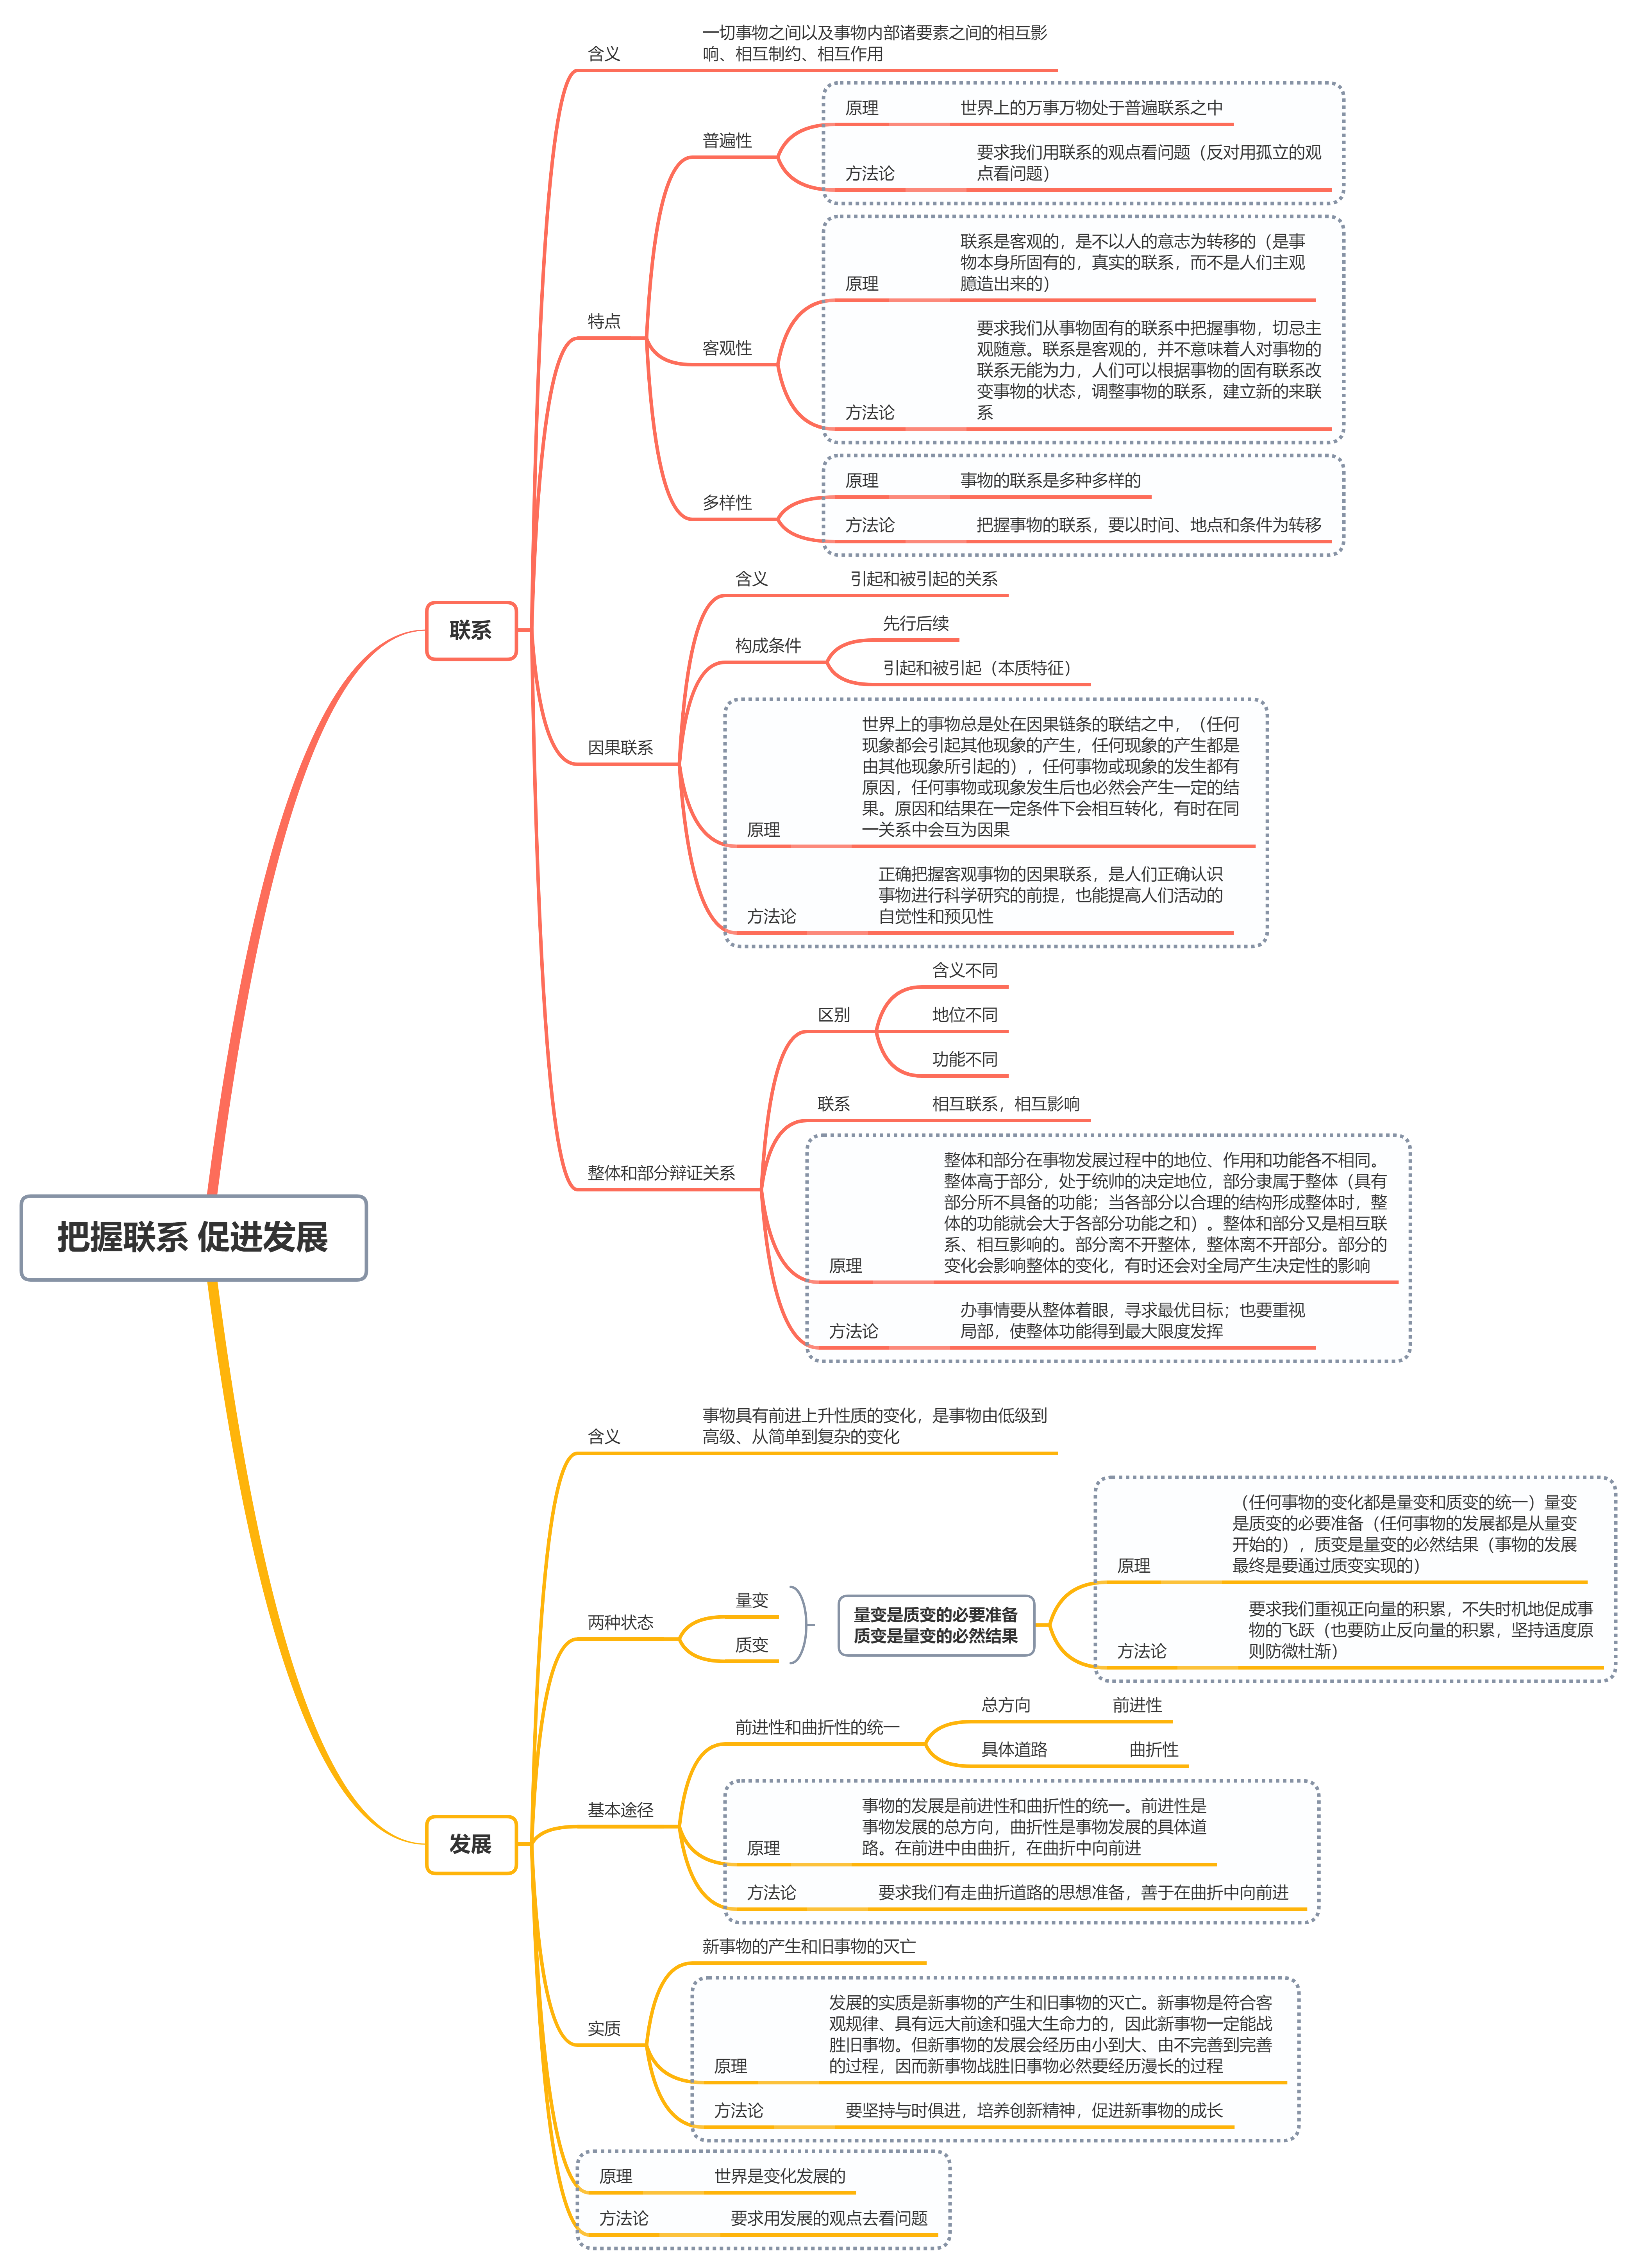 一切事物之间以及事物内部诸要素之间的相互影
响、相互制约、相互作用
含义
原理
世界上的万事万物处于普遍联系之中
普遍性
要求我们用联系的观点看问题（反对用孤立的观
点看问题）
方法论
联系是客观的，是不以人的意志为转移的（是事
物本身所固有的，真实的联系，而不是人们主观
臆造出来的）
原理
特点
客观性
要求我们从事物固有的联系中把握事物，切忌主
观随意。联系是客观的，并不意味着人对事物的
联系无能为力，人们可以根据事物的固有联系改
变事物的状态，调整事物的联系，建立新的来联
系
方法论
原理
事物的联系是多种多样的
多样性
方法论
把握事物的联系，要以时间、地点和条件为转移
含义
引起和被引起的关系
联系
先行后续
构成条件
引起和被引起（本质特征）
因果联系
世界上的事物总是处在因果链条的联结之中，（任何
现象都会引起其他现象的产生，任何现象的产生都是
由其他现象所引起的），任何事物或现象的发生都有
原因，任何事物或现象发生后也必然会产生一定的结
果。原因和结果在一定条件下会相互转化，有时在同
一关系中会互为因果
原理
正确把握客观事物的因果联系，是人们正确认识
事物进行科学研究的前提，也能提高人们活动的
自觉性和预见性
方法论
含义不同
区别
地位不同
功能不同
联系
相互联系，相互影响
整体和部分辩证关系
整体和部分在事物发展过程中的地位、作用和功能各不相同。
整体高于部分，处于统帅的决定地位，部分隶属于整体（具有
部分所不具备的功能；当各部分以合理的结构形成整体时，整
体的功能就会大于各部分功能之和）。整体和部分又是相互联
系、相互影响的。部分离不开整体，整体离不开部分。部分的
变化会影响整体的变化，有时还会对全局产生决定性的影响
原理
办事情要从整体着眼，寻求最优目标；也要重视
局部，使整体功能得到最大限度发挥
方法论
把握联系 促进发展
事物具有前进上升性质的变化，是事物由低级到
高级、从简单到复杂的变化
含义
（任何事物的变化都是量变和质变的统一）量变
是质变的必要准备（任何事物的发展都是从量变
开始的），质变是量变的必然结果（事物的发展
最终是要通过质变实现的）
原理
两种状态
量变
质变
量变是质变的必要准备
质变是量变的必然结果
要求我们重视正向量的积累，不失时机地促成事
物的飞跃（也要防止反向量的积累，坚持适度原
则防微杜渐）
方法论
总方向
前进性
前进性和曲折性的统一
具体道路
曲折性
基本途径
事物的发展是前进性和曲折性的统一。前进性是
事物发展的总方向，曲折性是事物发展的具体道
路。在前进中由曲折，在曲折中向前进
原理
发展
方法论
要求我们有走曲折道路的思想准备，善于在曲折中向前进
新事物的产生和旧事物的灭亡
实质
发展的实质是新事物的产生和旧事物的灭亡。新事物是符合客
观规律、具有远大前途和强大生命力的，因此新事物一定能战
胜旧事物。但新事物的发展会经历由小到大、由不完善到完善
的过程，因而新事物战胜旧事物必然要经历漫长的过程
原理
方法论
要坚持与时俱进，培养创新精神，促进新事物的成长
原理
世界是变化发展的
方法论
要求用发展的观点去看问题